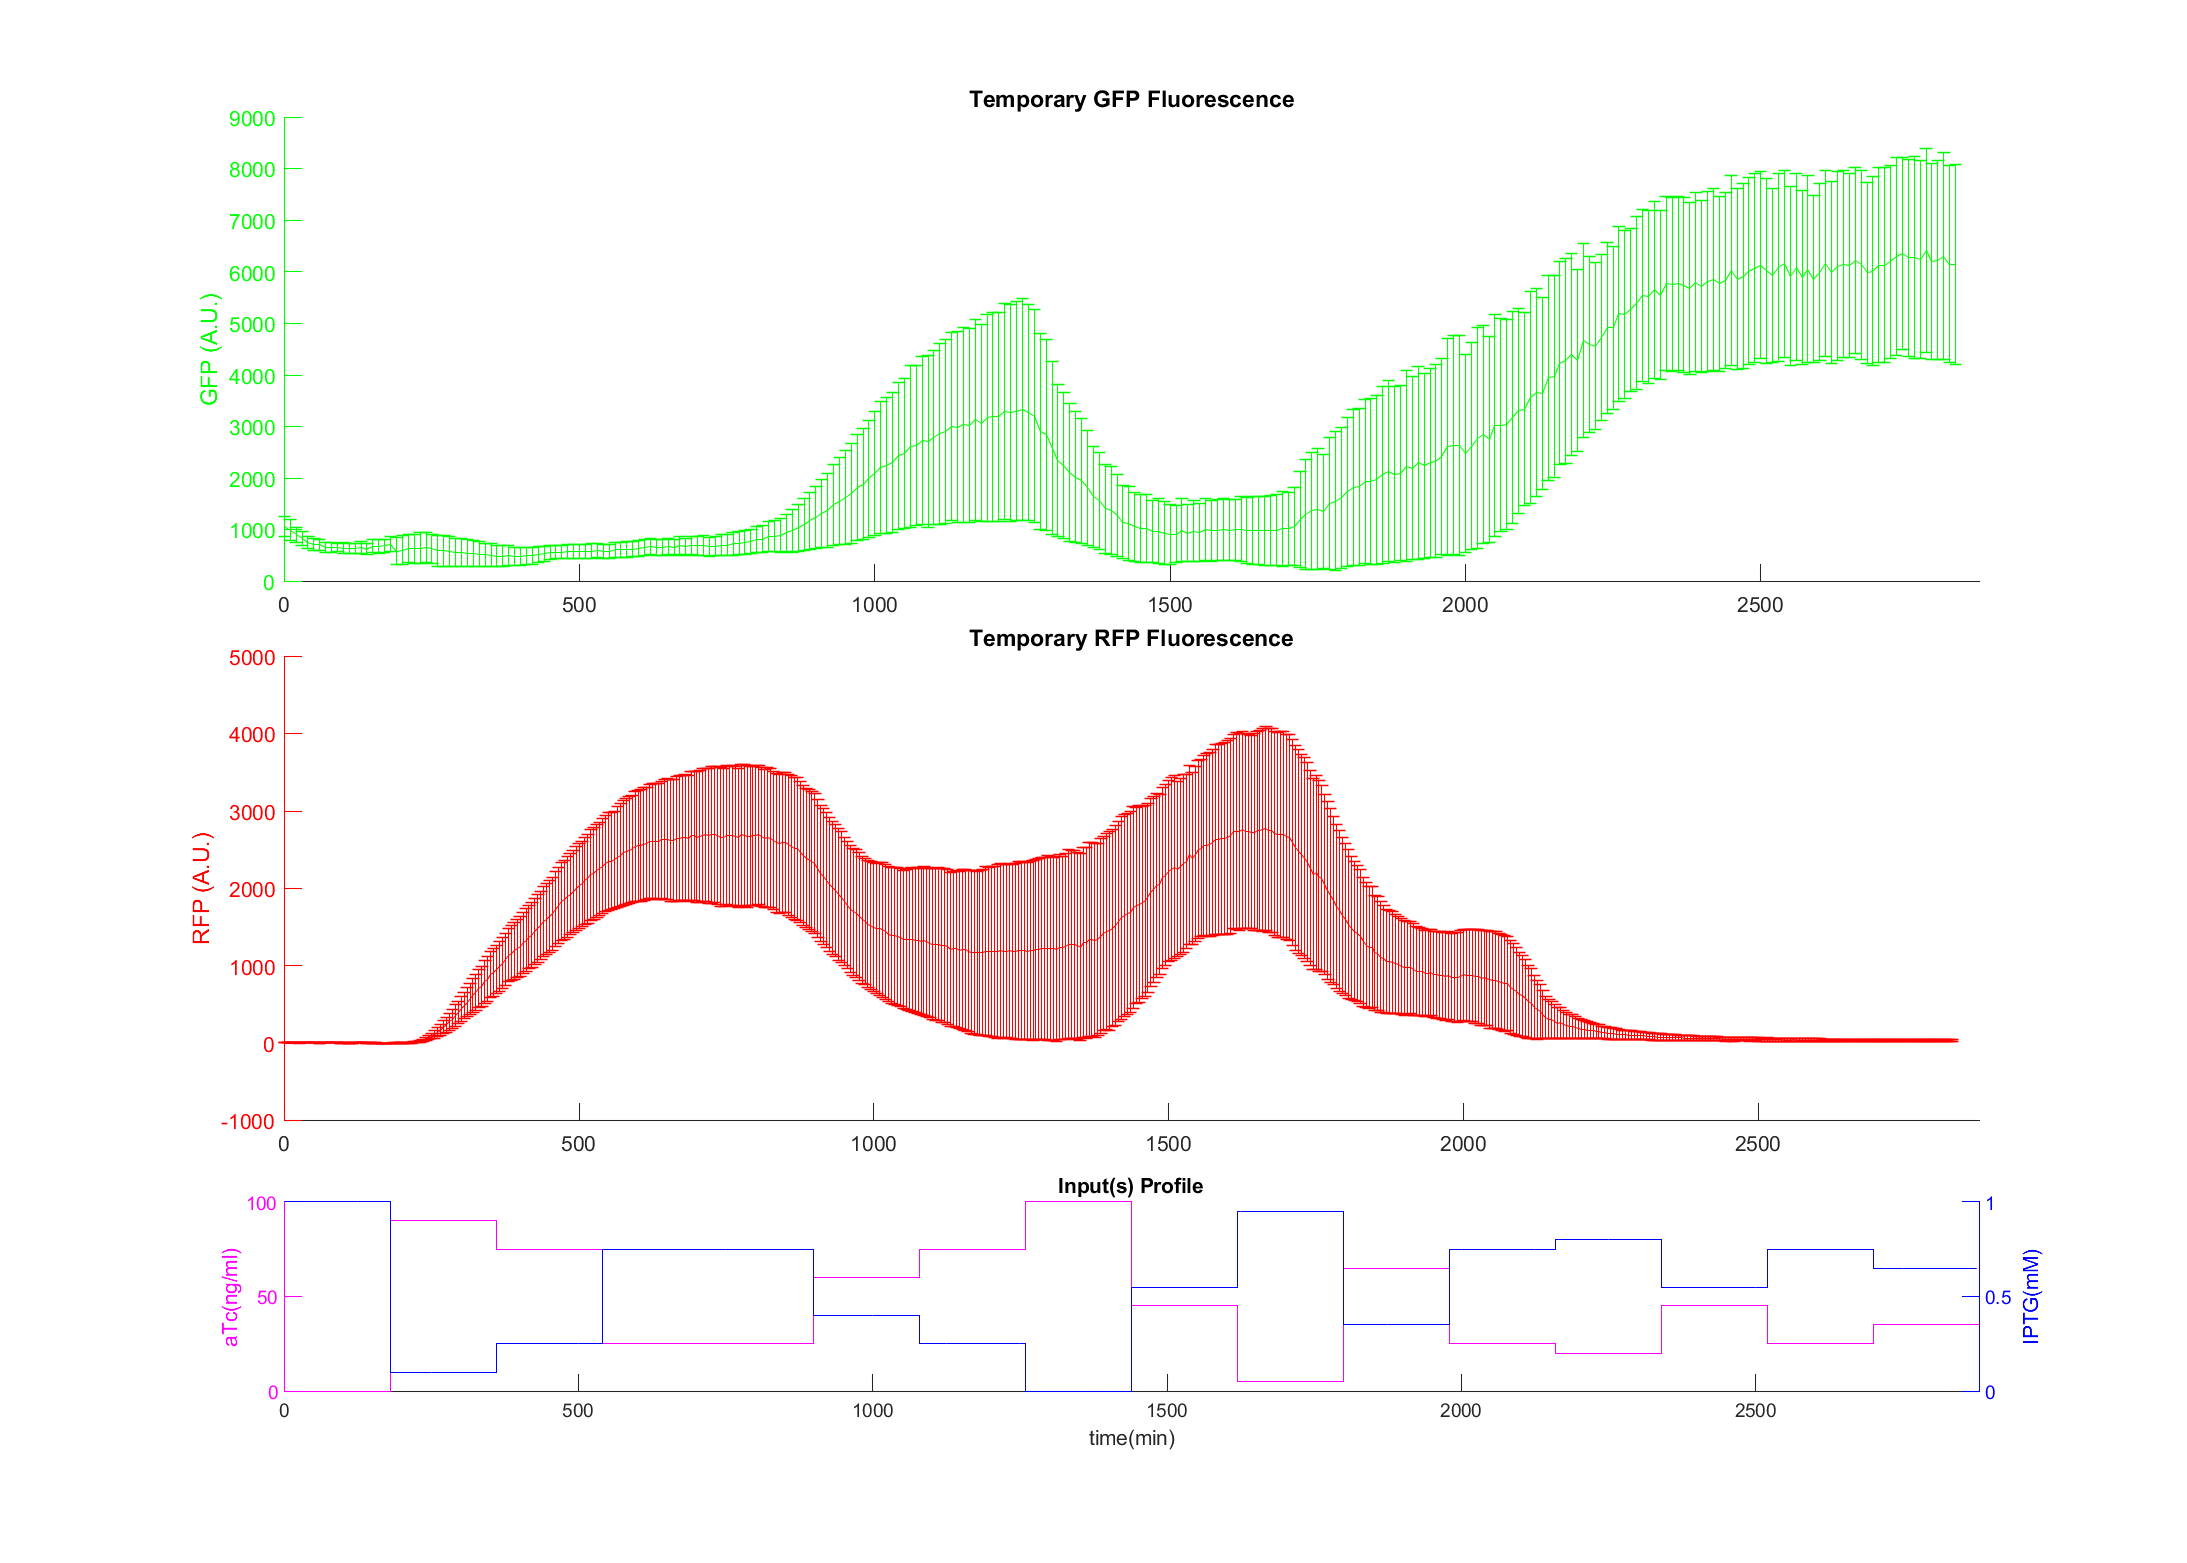 Temporary GFP Fluorescence
9000
8000
7000
6000
5000
4000
3000
2000
1000
0
GFP (A.U.)
0 500 1000 1500 2000 2500
Temporary RFP Fluorescence
5000
4000
3000
2000
1000
0
-1000
RFP (A.U.)
0 500 1000 1500 2000 2500
Input(s) Profile
100
50
0
aTc(ng/ml)
1
0.5
0
IPTG(mM)
0 500 1000 1500 2000 2500
time(min)